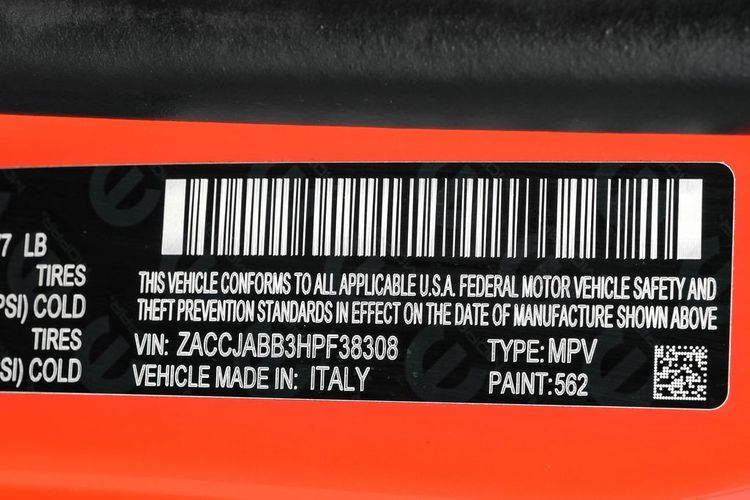 7 LB
TIRES
PSI) COLD
TIRES
SI) COLD
THIS VEHICLE CONFORMS TO ALL APPLICABLE U.S.A. FEDERAL MOTOR VEHICLE SAFETY AND
THEFT PREVENTION STANDARDS IN EFFECT ON THE DATE OF MANUFACTURE SHOWN ABOVE
VIN: ZACCJABB3HPF38308 TYPE: MPV
VEHICLE MADE IN: ITALY PAINT: 562